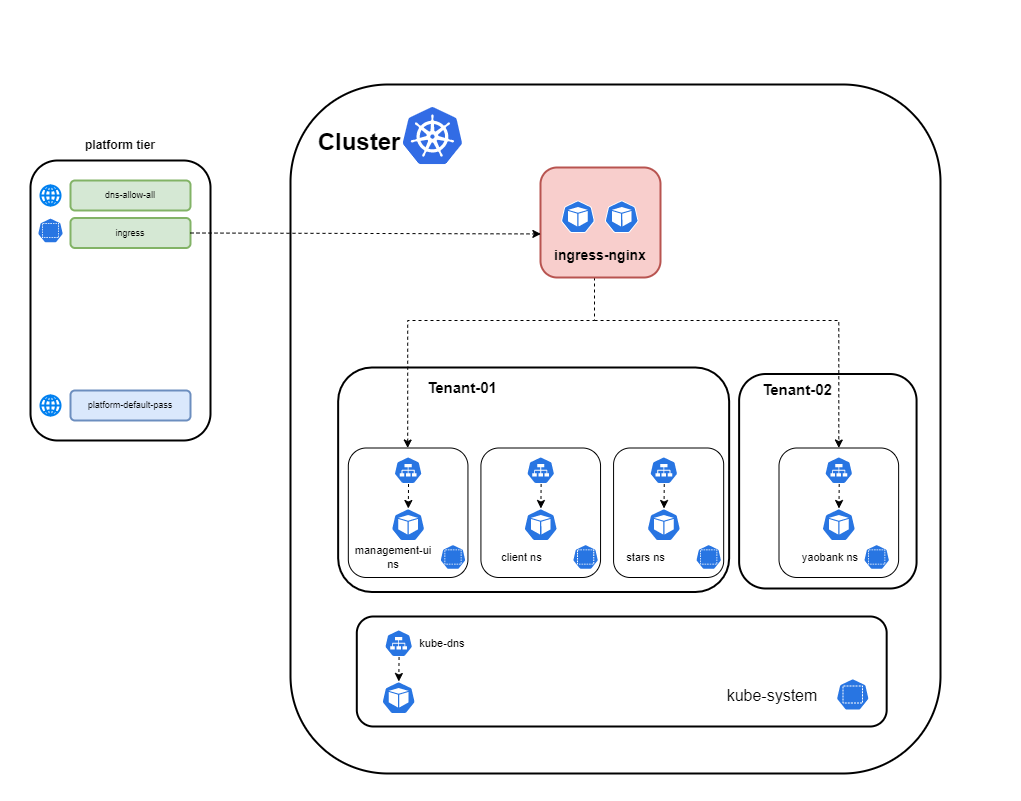 platform tier
dns-allow-all
ingress
platform-default-pass
Cluster
ingress-nginx
Tenant-01
Tenant-02
management-ui
ns
client ns
stars ns
yaobank ns
kube-dns
kube-system